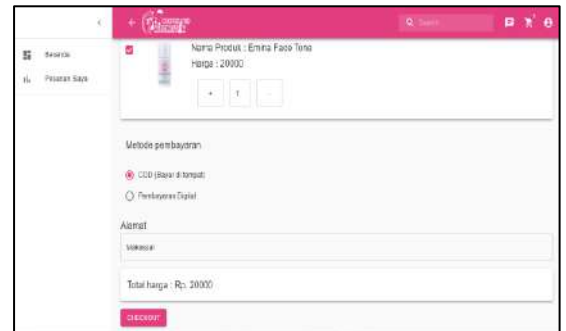 Search
Beranda
Pesanan Saya
Nama Produk : Emina Face Tone
Harga : 20000
+ 1 -
Metode pembayaran
COD (Bayar di tempat)
Pembayaran Digital
Alamat
Makassar
Total harga : Rp. 20000
CHECKOUT